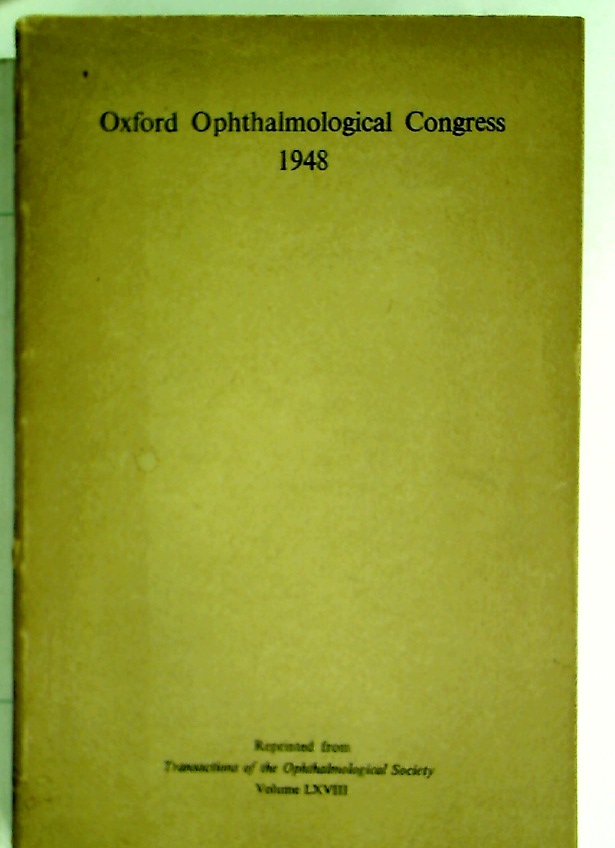 Oxford Ophthalmological Congress
1948
Reprinted from
Transactions of the Ophthalmological Society
Volume LXVIII